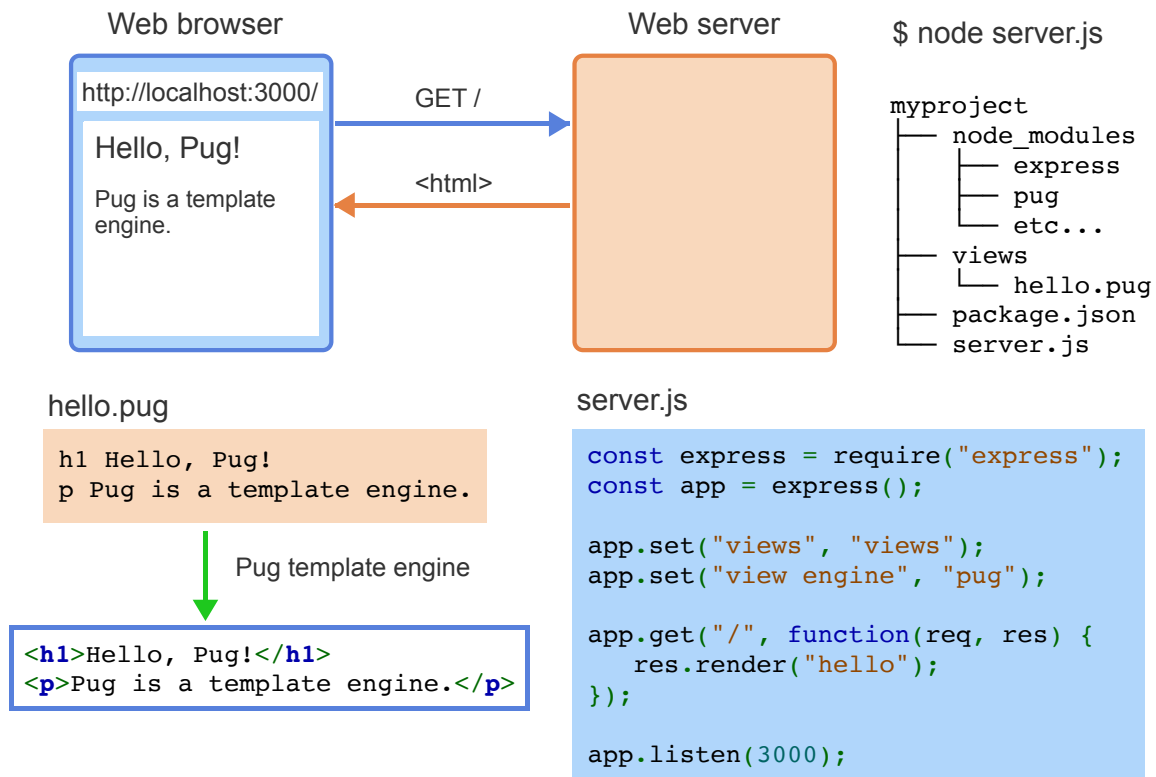 Web browser
http://localhost:3000/
Hello, Pug!
Pug is a template
engine.
GET /
<html>
Web server
$ node server.js
myproject
├── node_modules
│   ├── express
│   ├── pug
│   └── etc...
├── views
│   └── hello.pug
├── package.json
└── server.js
hello.pug
h1 Hello, Pug!
p Pug is a template engine.
Pug template engine
<h1>Hello, Pug!</h1>
<p>Pug is a template engine.</p>
server.js
const express = require("express");
const app = express();
app.set("views", "views");
app.set("view engine", "pug");
app.get("/", function(req, res) {
   res.render("hello");
});
app.listen(3000);